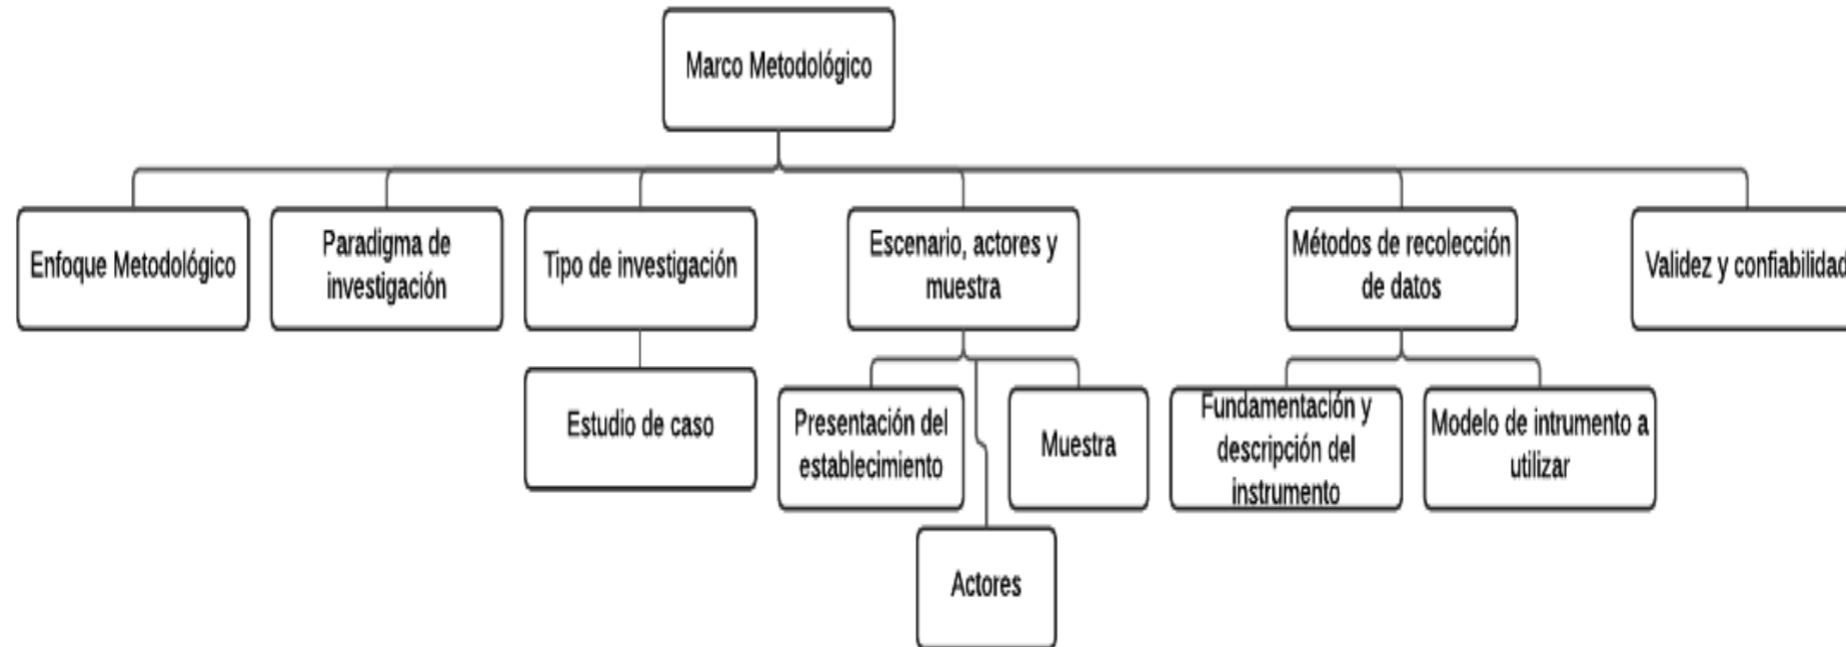 Marco Metodológico
Enfoque Metodológico
Paradigma de
investigación
Tipo de investigación
Escenario, actores y
muestra
Métodos de recolección
de datos
Validez y confiabilidad
Estudio de caso
Presentación del
establecimiento
Muestra
Fundamentación y
descripción del
instrumento
Modelo de intrumento a
utilizar
Actores